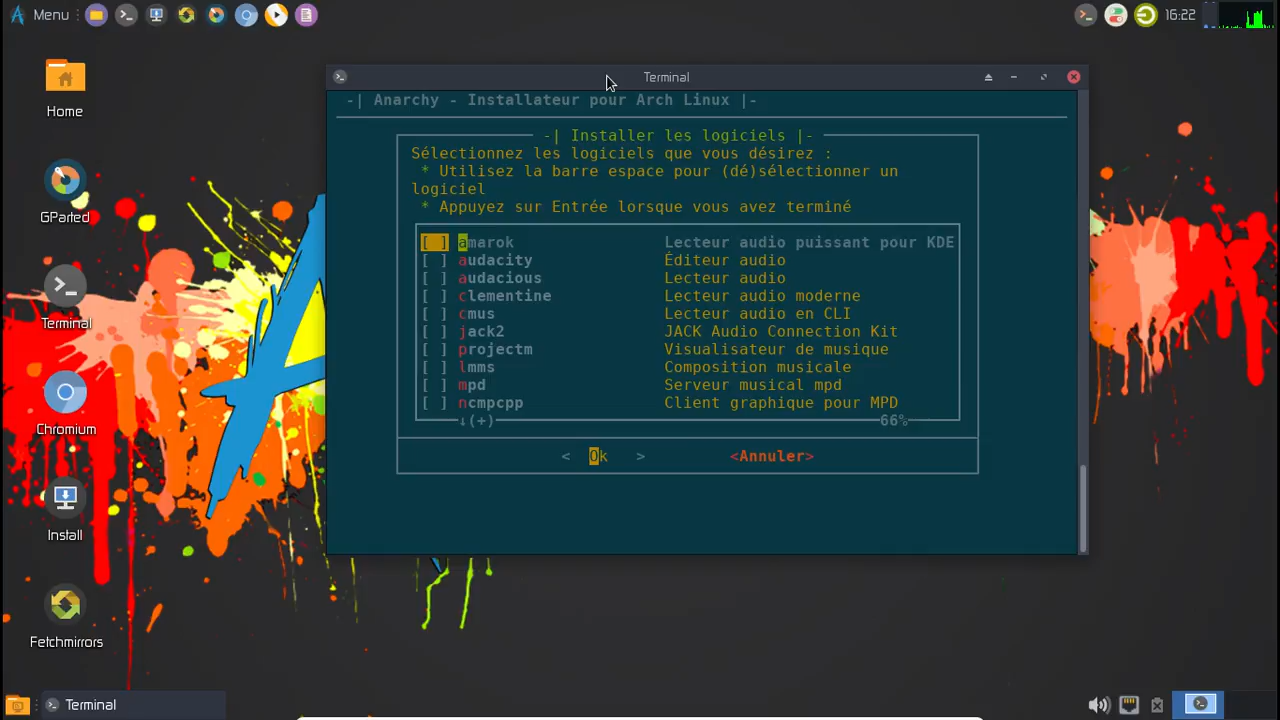 Menu
16:22
Home
GParted
Terminal
Chromium
Install
Fetchmirrors
Terminal
-| Anarchy - Installateur pour Arch Linux |-
-| Installer les logiciels |-
Sélectionnez les logiciels que vous désirez :
* Utilisez la barre espace pour (dé)sélectionner un
logiciel
* Appuyez sur Entrée lorsque vous avez terminé
[ ] amarok Lecteur audio puissant pour KDE
[ ] audacity Éditeur audio
[ ] audacious Lecteur audio
[ ] clementine Lecteur audio moderne
[ ] cmus Lecteur audio en CLI
[ ] jack2 JACK Audio Connection Kit
[ ] projectm Visualisateur de musique
[ ] lmms Composition musicale
[ ] mpd Serveur musical mpd
[ ] ncmpcpp Client graphique pour MPD
↓(+) 66%
< Ok > <Annuler>
Terminal